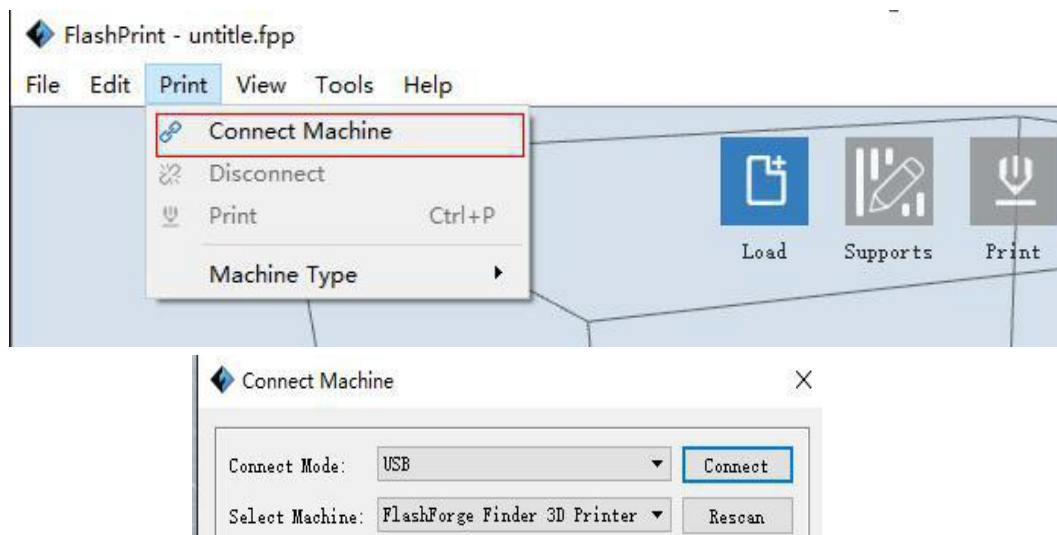 FlashPrint - untitle.fpp
File Edit Print View Tools Help
Connect Machine
Disconnect
Print Ctrl+P
Machine Type
Load Supports Print
Connect Machine
Connect Mode: USB Connect
Select Machine: FlashForge Finder 3D Printer Rescan